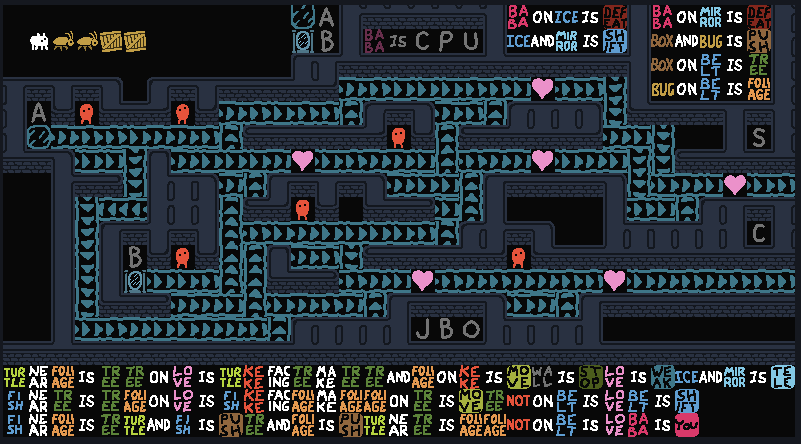 A
B
BABA IS CPU
BABA ON ICE IS DEFEAT
ICE AND MIRROR IS SHIFT
BABA ON MIRROR IS DEFEAT
BOX AND BUG IS PUSH
BOX ON BELT IS TREE
BUG ON BELT IS FOLIAGE
A
S
C
B
JBO
TURTLE NEAR FOLIAGE IS TREE TREE ON LOVE IS TURTLE KEKE FACING TREE MAKE TREE TREE AND FOLIAGE ON KEKE IS MOVE WALL IS STOP LOVE IS WEAK ICE AND MIRROR IS TELE
FISH NEAR TREE IS TREE FOLIAGE ON LOVE IS FISH KEKE FACING FOLIAGE MAKE FOLIAGE FOLIAGE ON TREE IS MOVE TREE NOT ON BELT IS LOVE BELT IS SHIFT
FISH NEAR FOLIAGE IS FOLIAGE TURTLE AND FISH IS PUSH TREE AND FOLIAGE IS PUSH TURTLE NEAR TREE IS FOLIAGE FOLIAGE NOT ON BELT IS LOVE BABA IS YOU